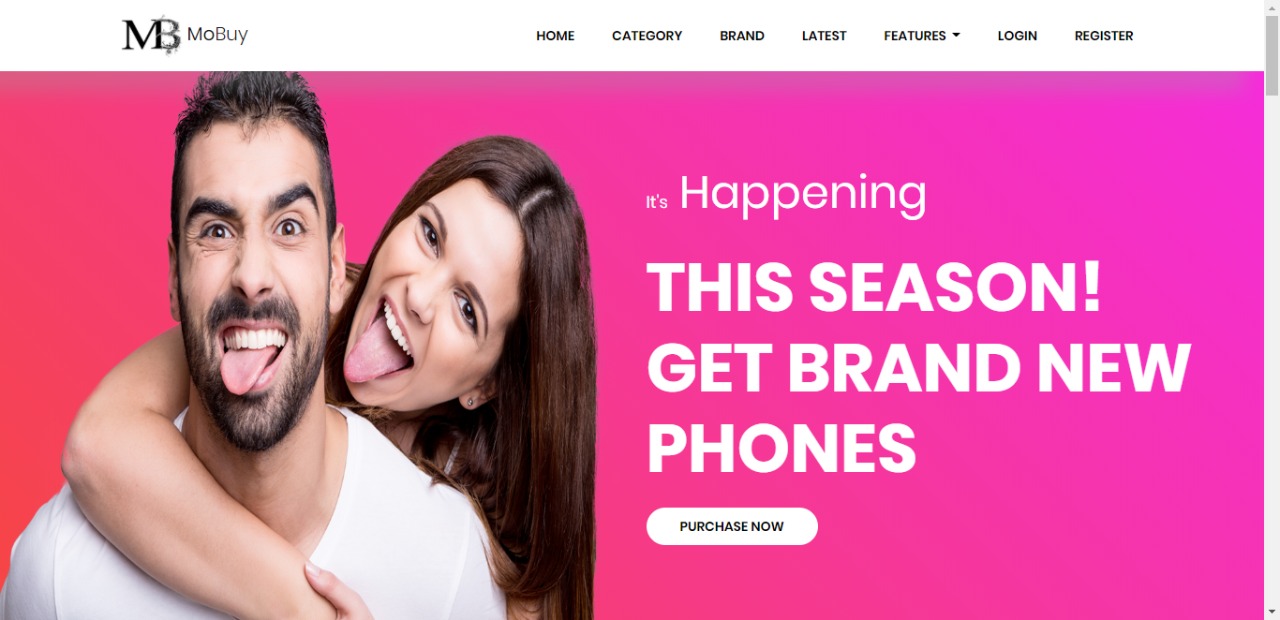 MB MoBuy
HOME CATEGORY BRAND LATEST FEATURES LOGIN REGISTER
It's Happening
THIS SEASON!
GET BRAND NEW
PHONES
PURCHASE NOW